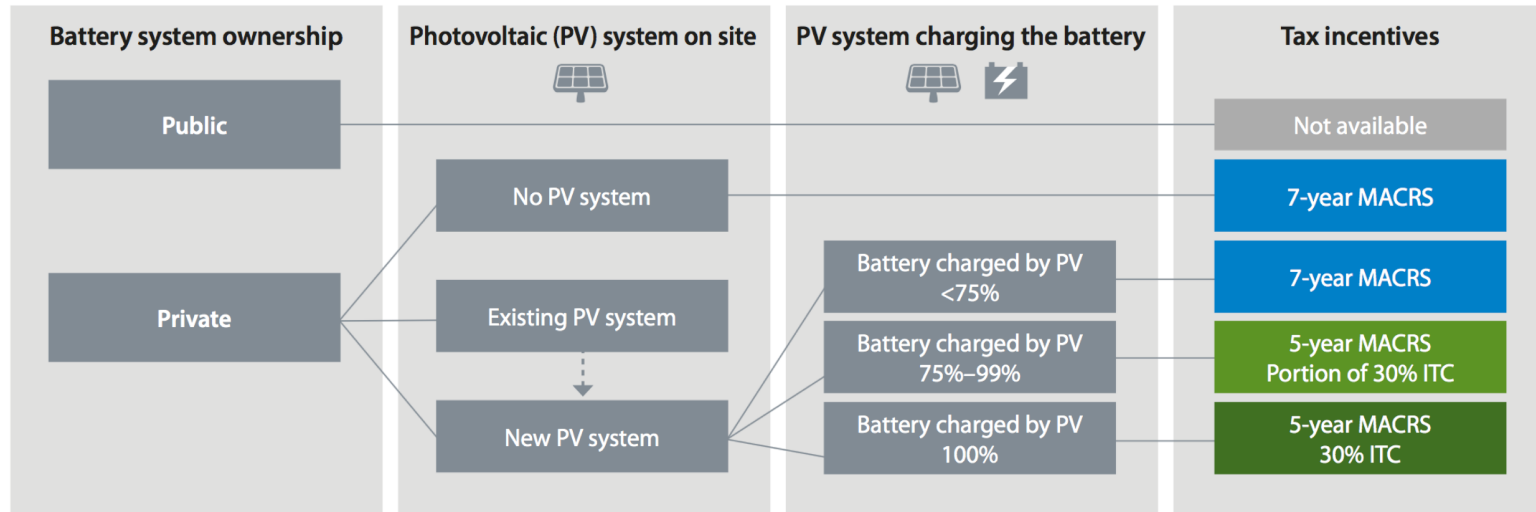 Battery system ownership
Photovoltaic (PV) system on site
PV system charging the battery
Tax incentives
Public
Not available
No PV system
7-year MACRS
Private
Existing PV system
New PV system
Battery charged by PV
<75%
7-year MACRS
Battery charged by PV
75%–99%
5-year MACRS
Portion of 30% ITC
Battery charged by PV
100%
5-year MACRS
30% ITC